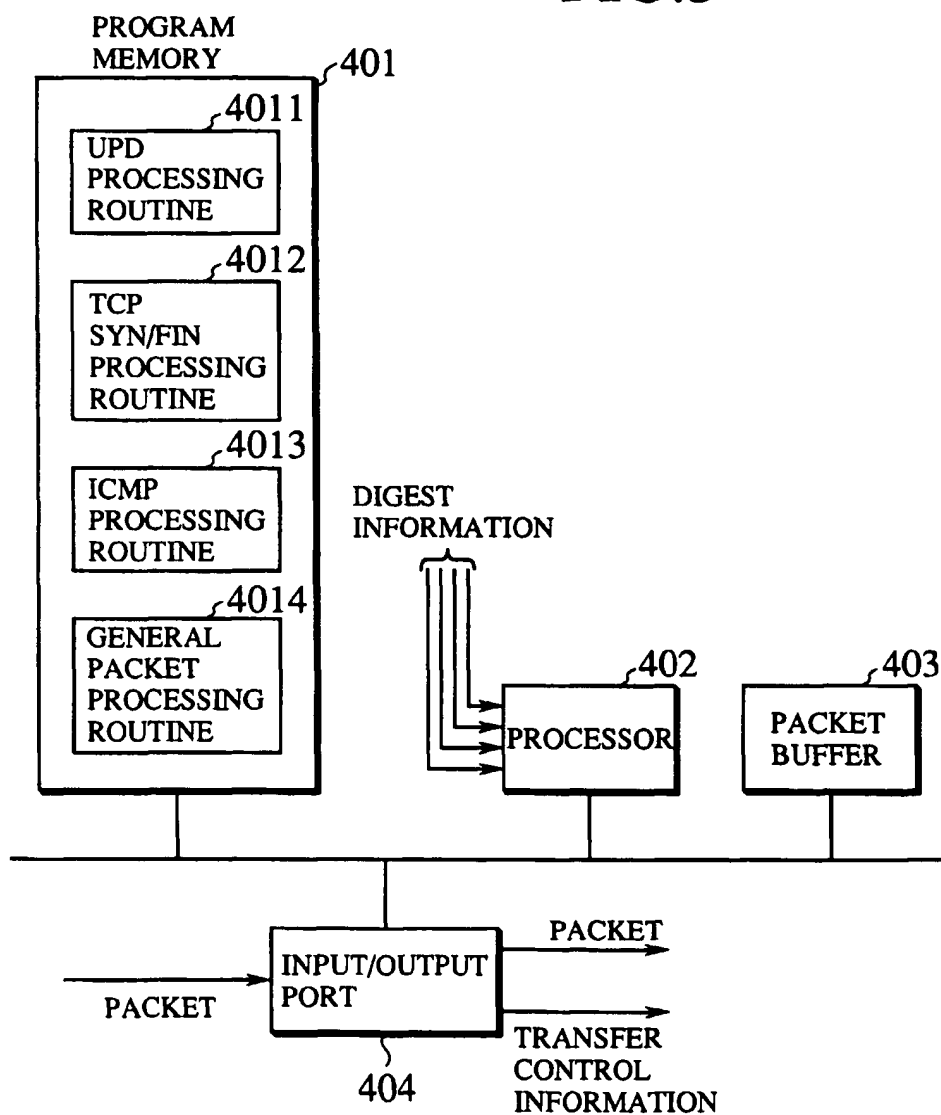 PROGRAM
MEMORY
401
4011
UPD
PROCESSING
ROUTINE
4012
TCP
SYN/FIN
PROCESSING
ROUTINE
4013
ICMP
PROCESSING
ROUTINE
4014
GENERAL
PACKET
PROCESSING
ROUTINE
DIGEST
INFORMATION
402
PROCESSOR
403
PACKET
BUFFER
PACKET
INPUT/OUTPUT
PORT
404
PACKET
TRANSFER
CONTROL
INFORMATION